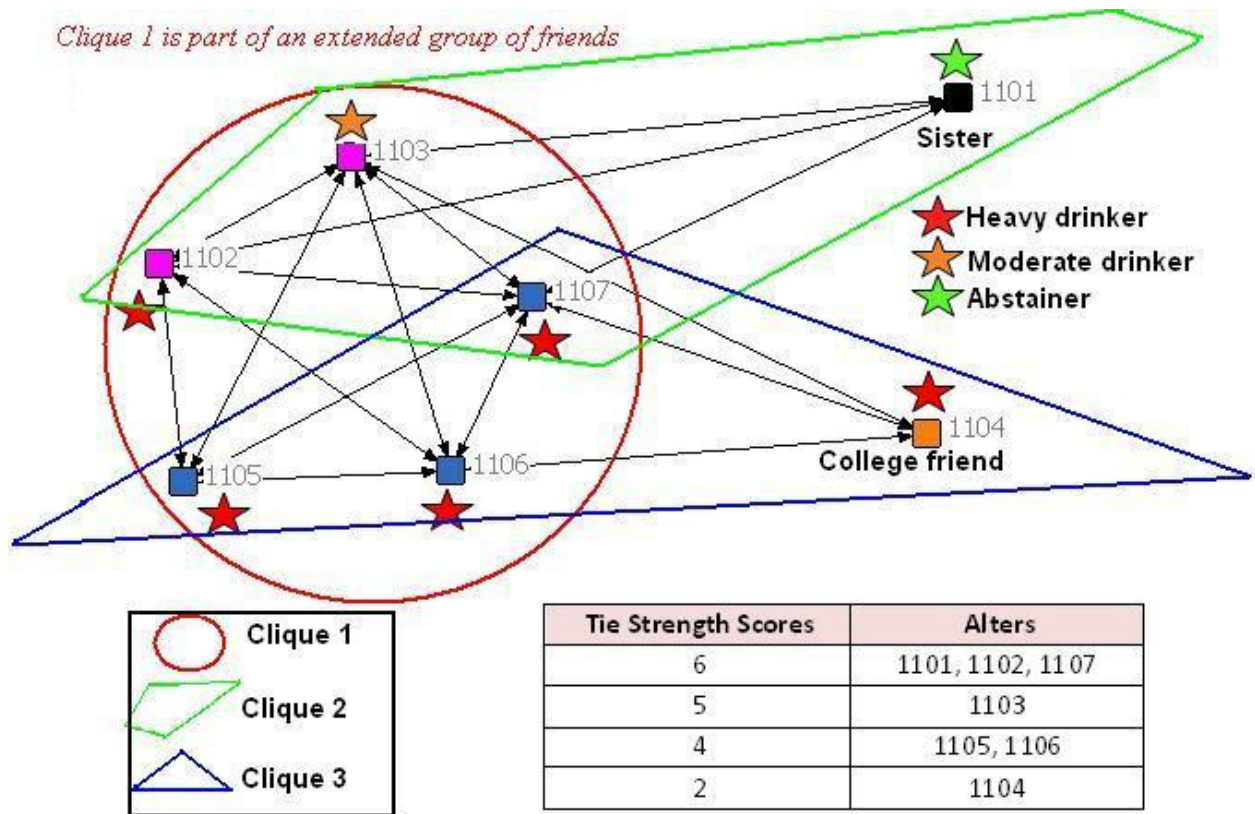 Clique 1 is part of an extended group of friends
1101
Sister
1103
Heavy drinker
1102
Moderate drinker
1107
Abstainer
1104
College friend
1105
1106
Clique 1
Clique 2
Clique 3
Tie Strength Scores Alters
6 1101, 1102, 1107
5 1103
4 1105, 1106
2 1104